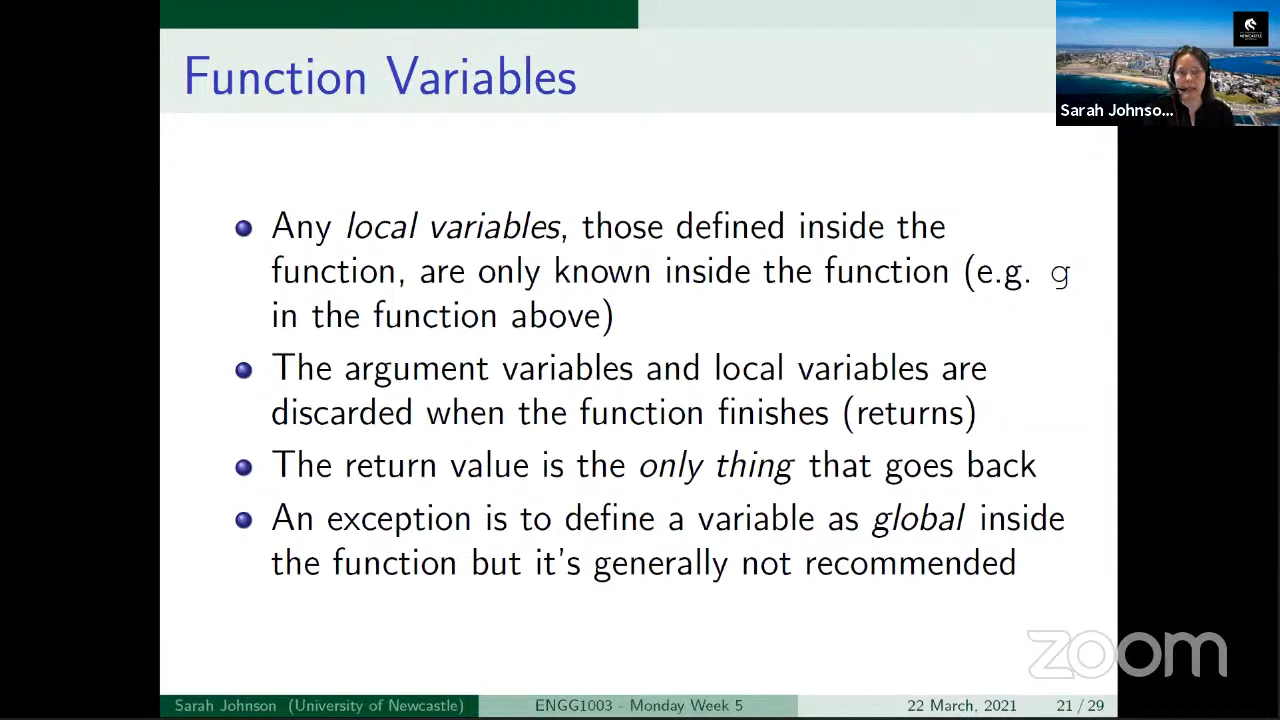 Function Variables
NEWCASTLE
Sarah Johnso...
Any local variables, those defined inside the
function, are only known inside the function (e.g. g
in the function above)
The argument variables and local variables are
discarded when the function finishes (returns)
The return value is the only thing that goes back
An exception is to define a variable as global inside
the function but it's generally not recommended
zoom
Sarah Johnson (University of Newcastle) ENGG1003 - Monday Week 5 22 March, 2021 21 / 29